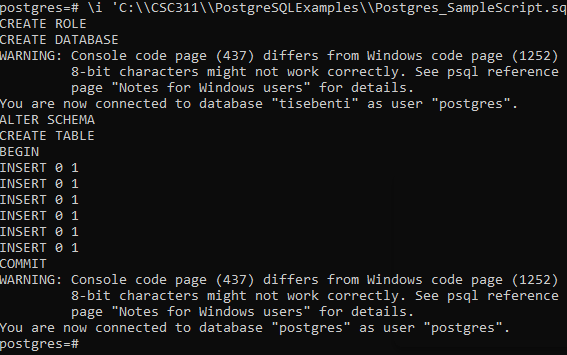 postgres=# \i 'C:\\CSC311\\PostgreSQLExamples\\Postgres_SampleScript.sq
CREATE ROLE
CREATE DATABASE
WARNING: Console code page (437) differs from Windows code page (1252)
         8-bit characters might not work correctly. See psql reference
         page "Notes for Windows users" for details.
You are now connected to database "tisebenti" as user "postgres".
ALTER SCHEMA
CREATE TABLE
BEGIN
INSERT 0 1
INSERT 0 1
INSERT 0 1
INSERT 0 1
INSERT 0 1
INSERT 0 1
COMMIT
WARNING: Console code page (437) differs from Windows code page (1252)
         8-bit characters might not work correctly. See psql reference
         page "Notes for Windows users" for details.
You are now connected to database "postgres" as user "postgres".
postgres=#